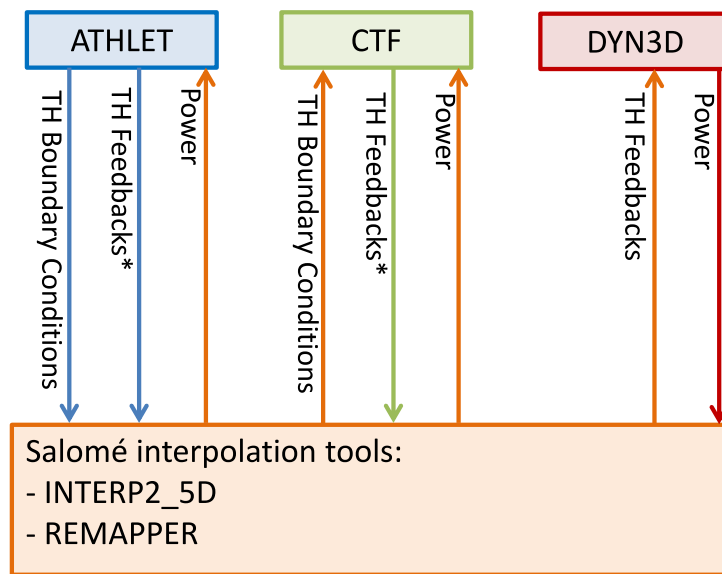 ATHLET
CTF
DYN3D
TH Boundary Conditions
TH Feedbacks*
Power
TH Boundary Conditions
TH Feedbacks*
Power
TH Feedbacks
Power
Salomé interpolation tools:
- INTERP2_5D
- REMAPPER